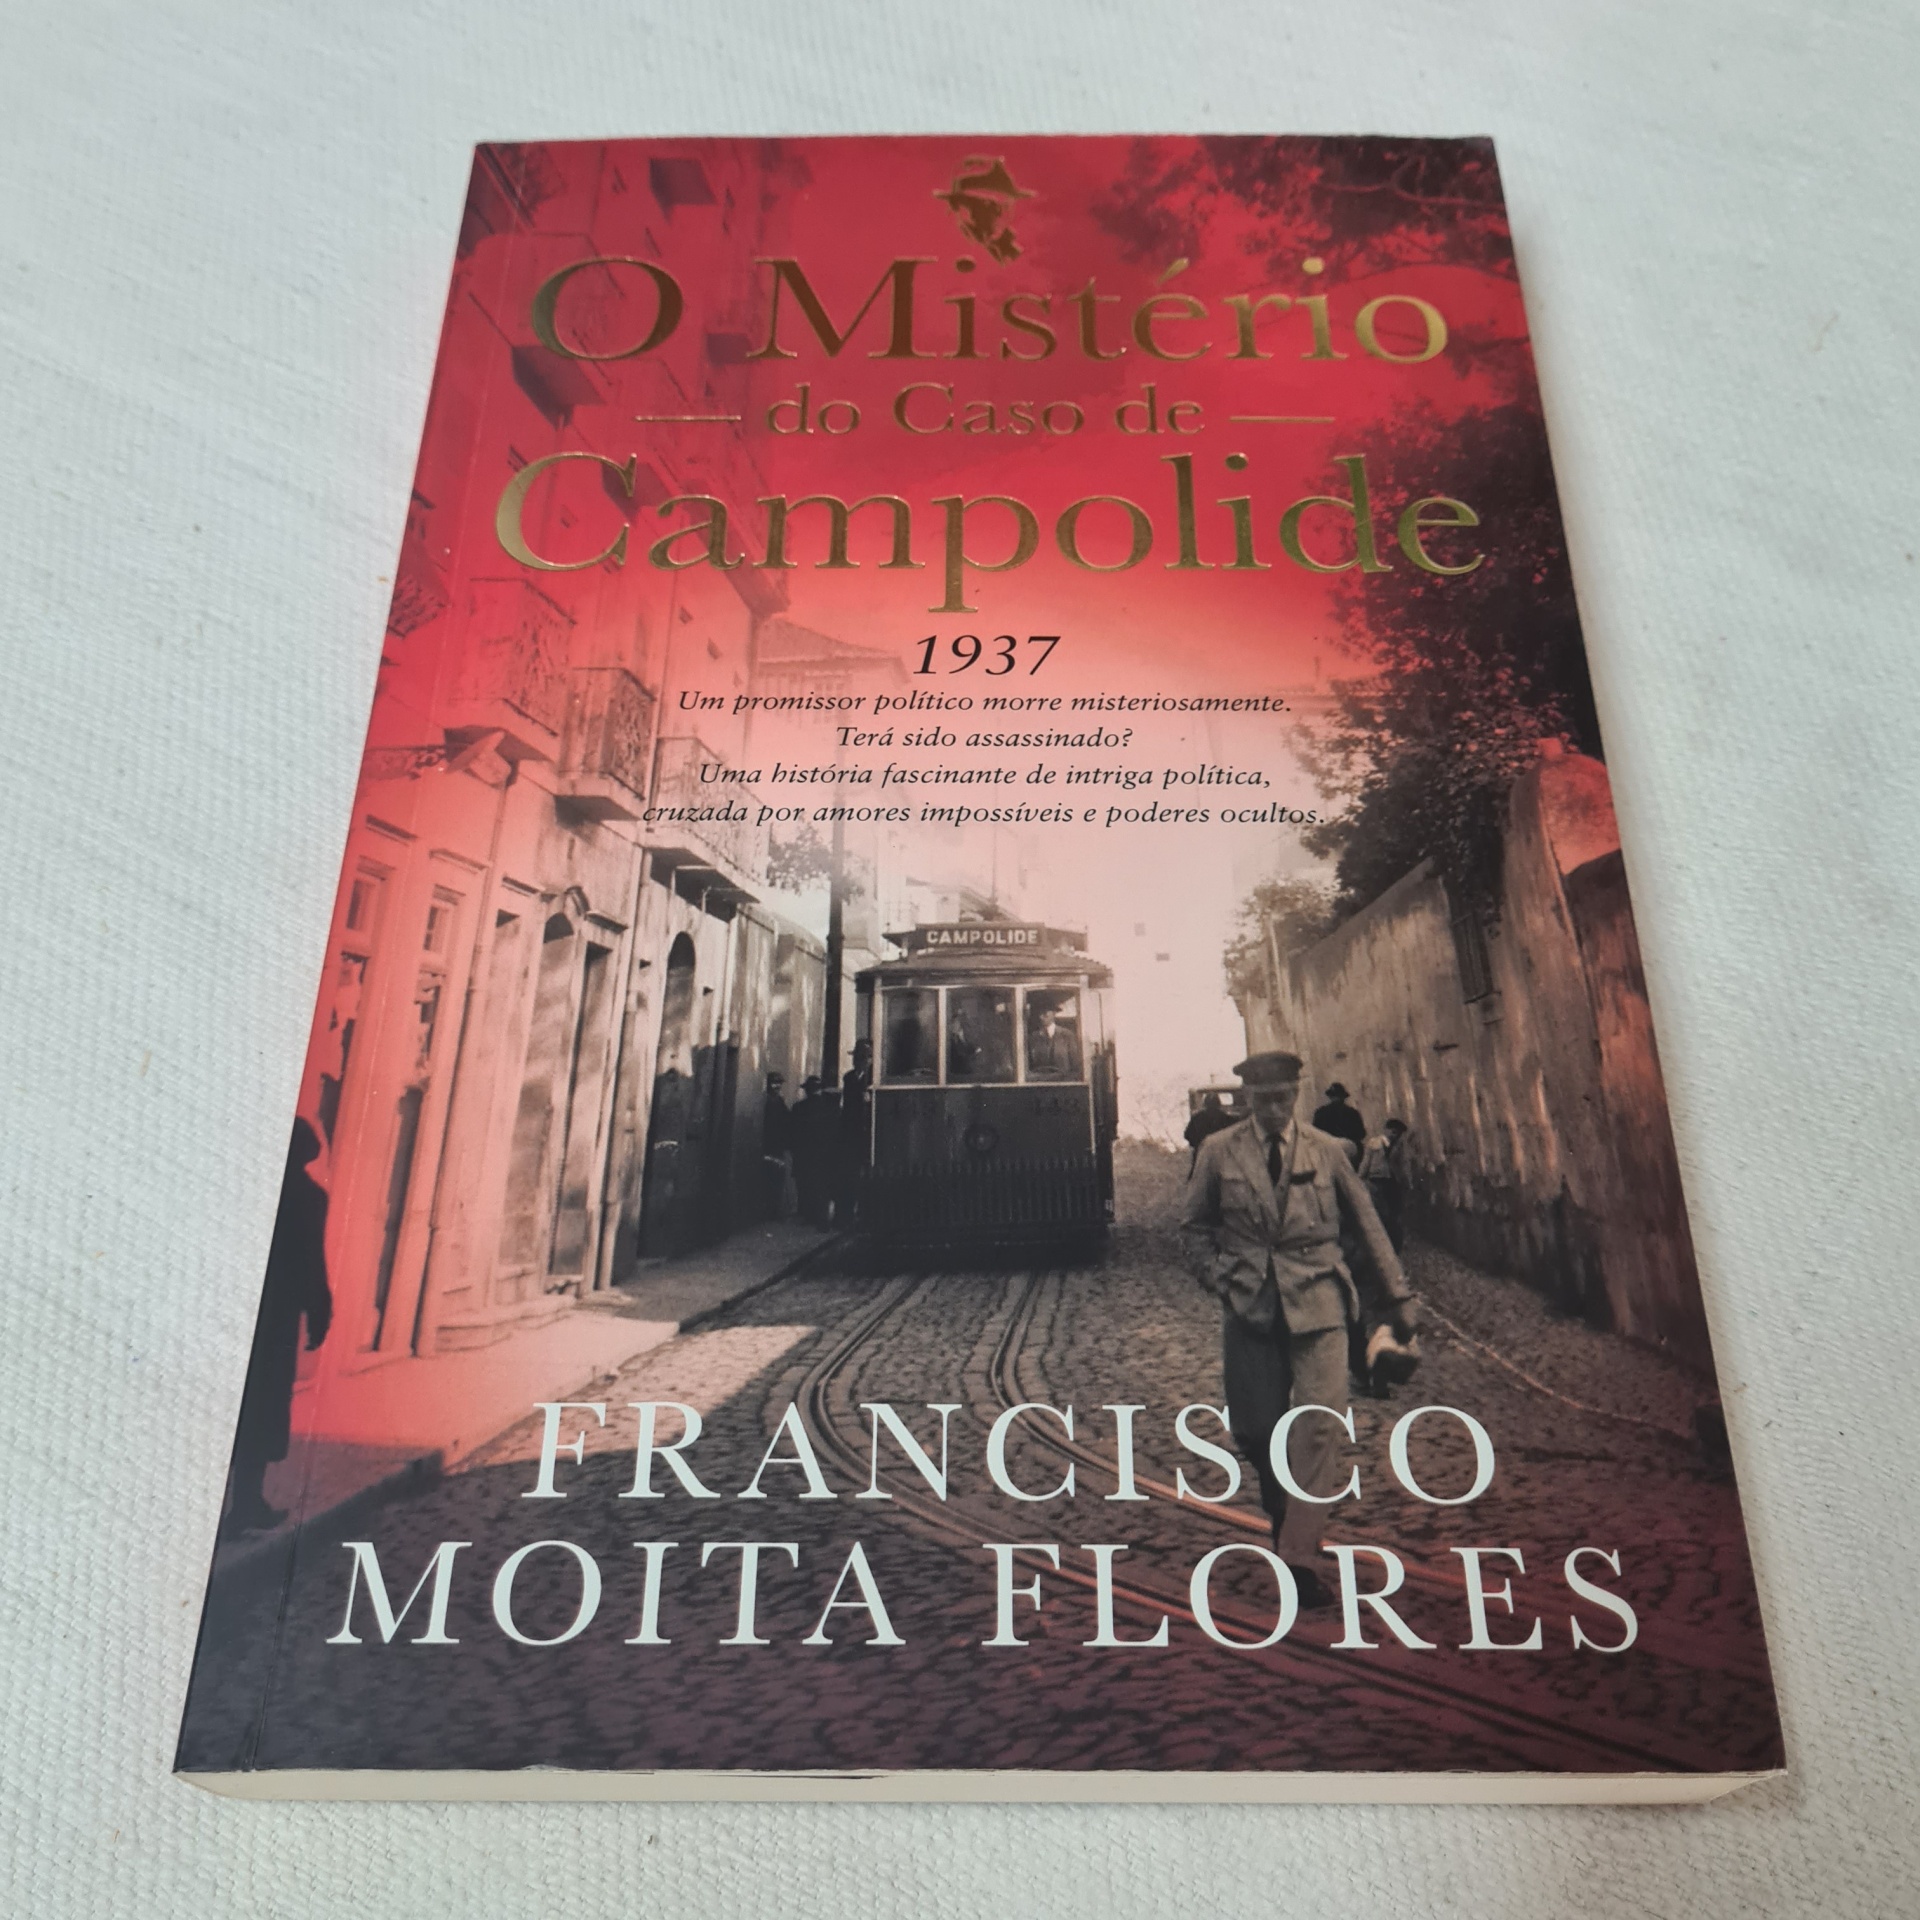 O Mistério
do Caso de
Campolide
1937
Um promissor político morre misteriosamente.
Terá sido assassinado?
Uma história fascinante de intriga política,
cruzada por amores impossíveis e poderes ocultos.
CAMPOLIDE
FRANCISCO
MOITA FLORES